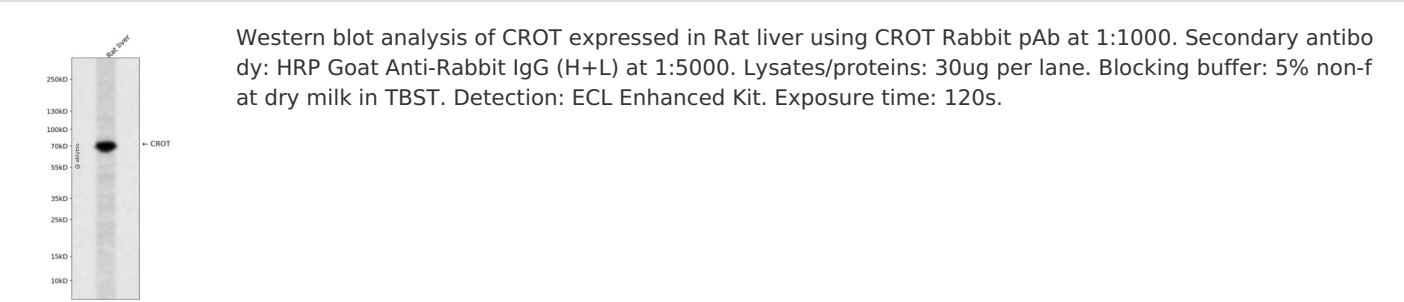 Rat liver
Western blot analysis of CROT expressed in Rat liver using CROT Rabbit pAb at 1:1000. Secondary antibo
dy: HRP Goat Anti-Rabbit IgG (H+L) at 1:5000. Lysates/proteins: 30ug per lane. Blocking buffer: 5% non-f
at dry milk in TBST. Detection: ECL Enhanced Kit. Exposure time: 120s.
250kD
130kD
100kD
70kD
← CROT
55kD
35kD
25kD
15kD
10kD